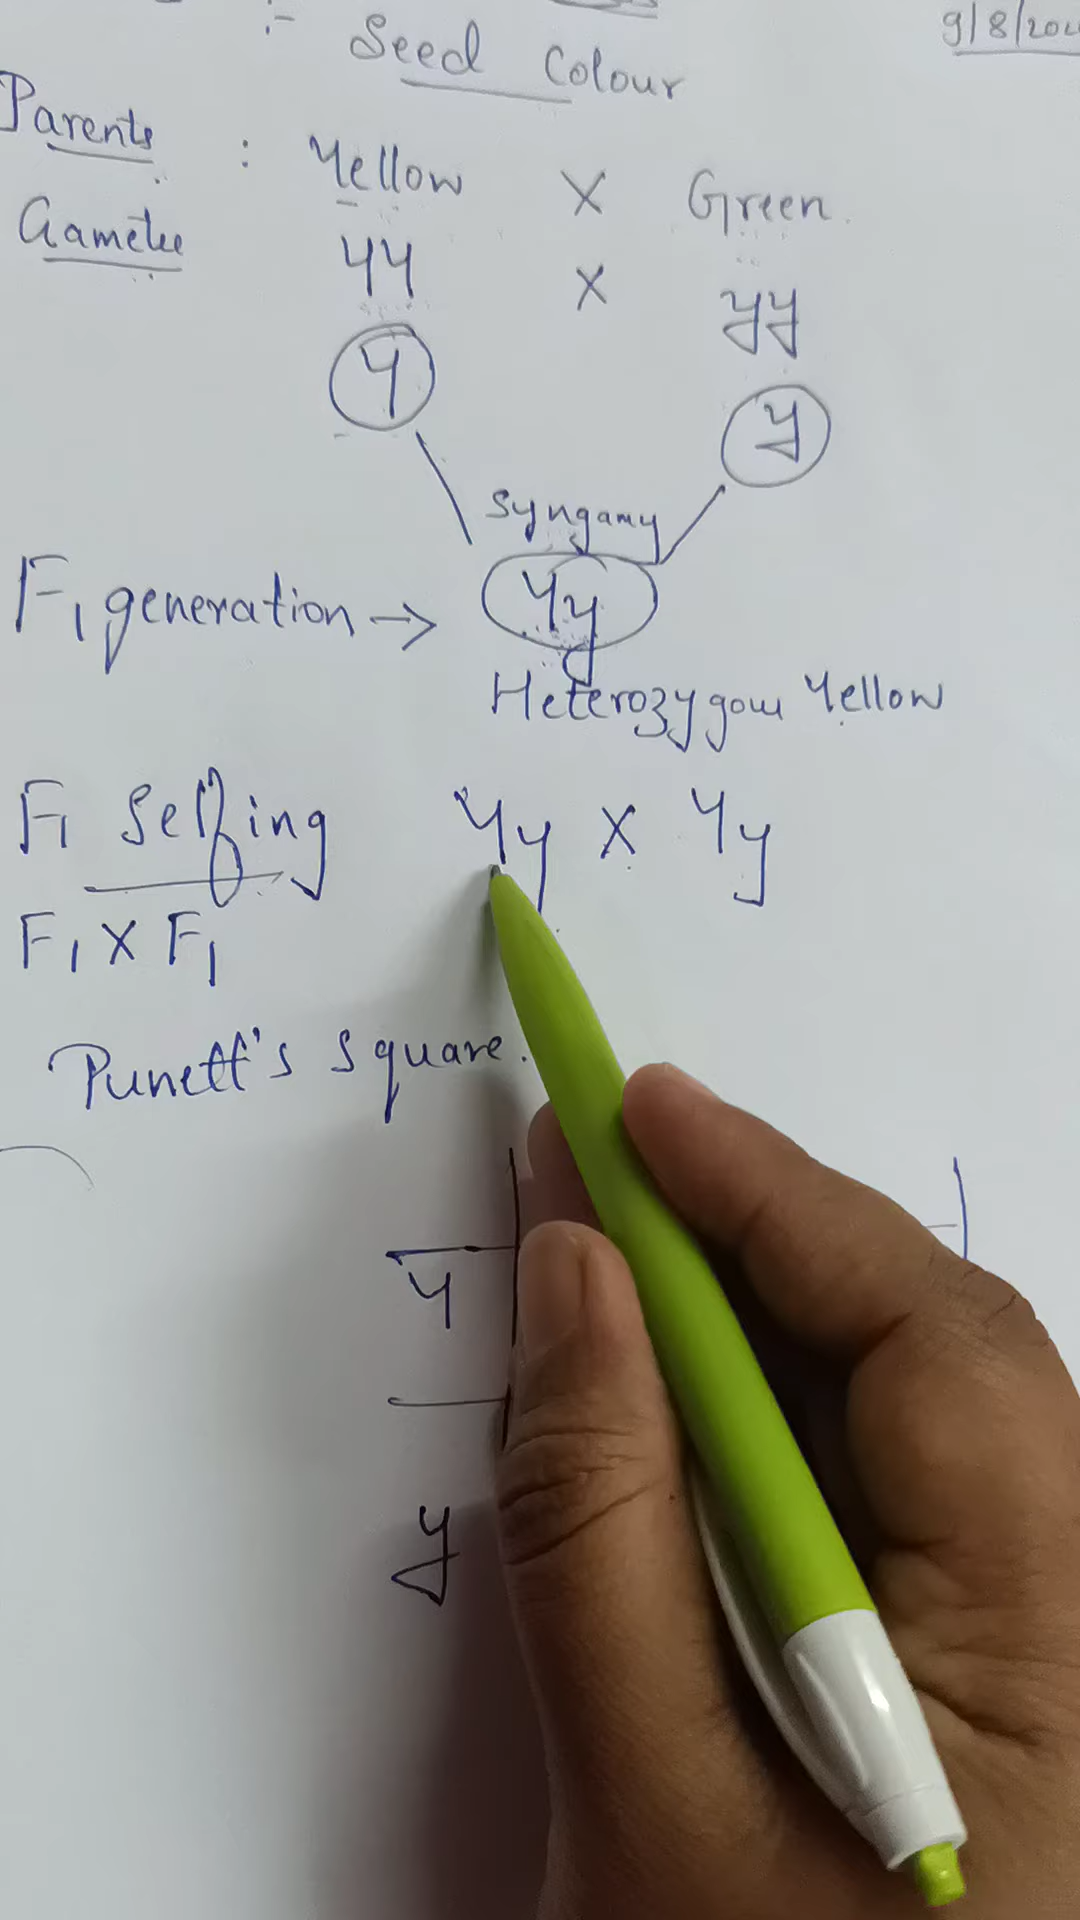 :- Seed Colour
9/8/202
Parents : Yellow X Green.
Gamete YY X yy
Y y
Syngamy
F1 generation → Yy
Heterozygous Yellow
F1 Selfing Yy X Yy
F1 X F1
Punett's square.
Y
y